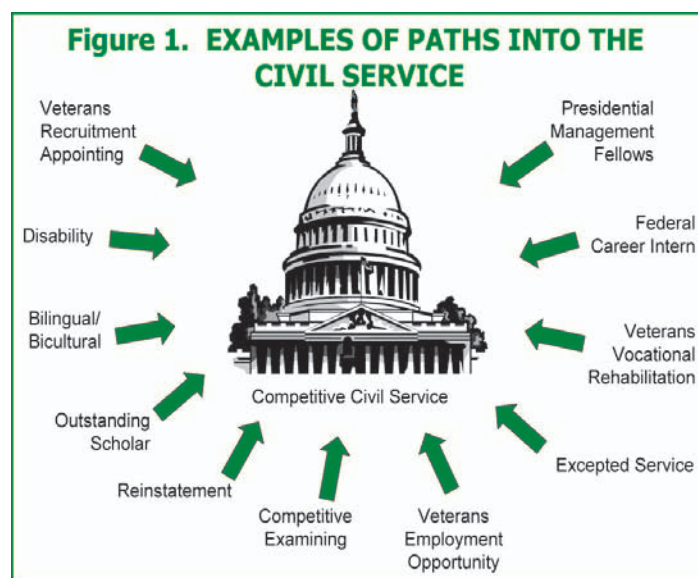 Figure 1. EXAMPLES OF PATHS INTO THE
CIVIL SERVICE
Veterans
Recruitment
Appointing
Presidential
Management
Fellows
Disability
Federal
Career Intern
Bilingual/
Bicultural
Veterans
Vocational
Rehabilitation
Competitive Civil Service
Outstanding
Scholar
Excepted Service
Reinstatement
Competitive
Examining
Veterans
Employment
Opportunity